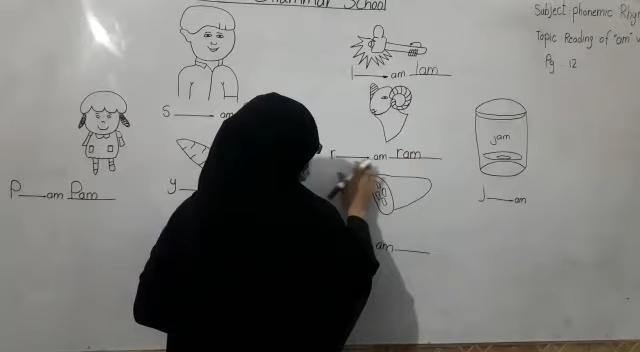 Grammar School
Subject phonemic Rhy
Topic Reading of "am" w
Pg. 12
l → am lam
S → am
r → am ram
jam
P → am Pam
y
J → am
am